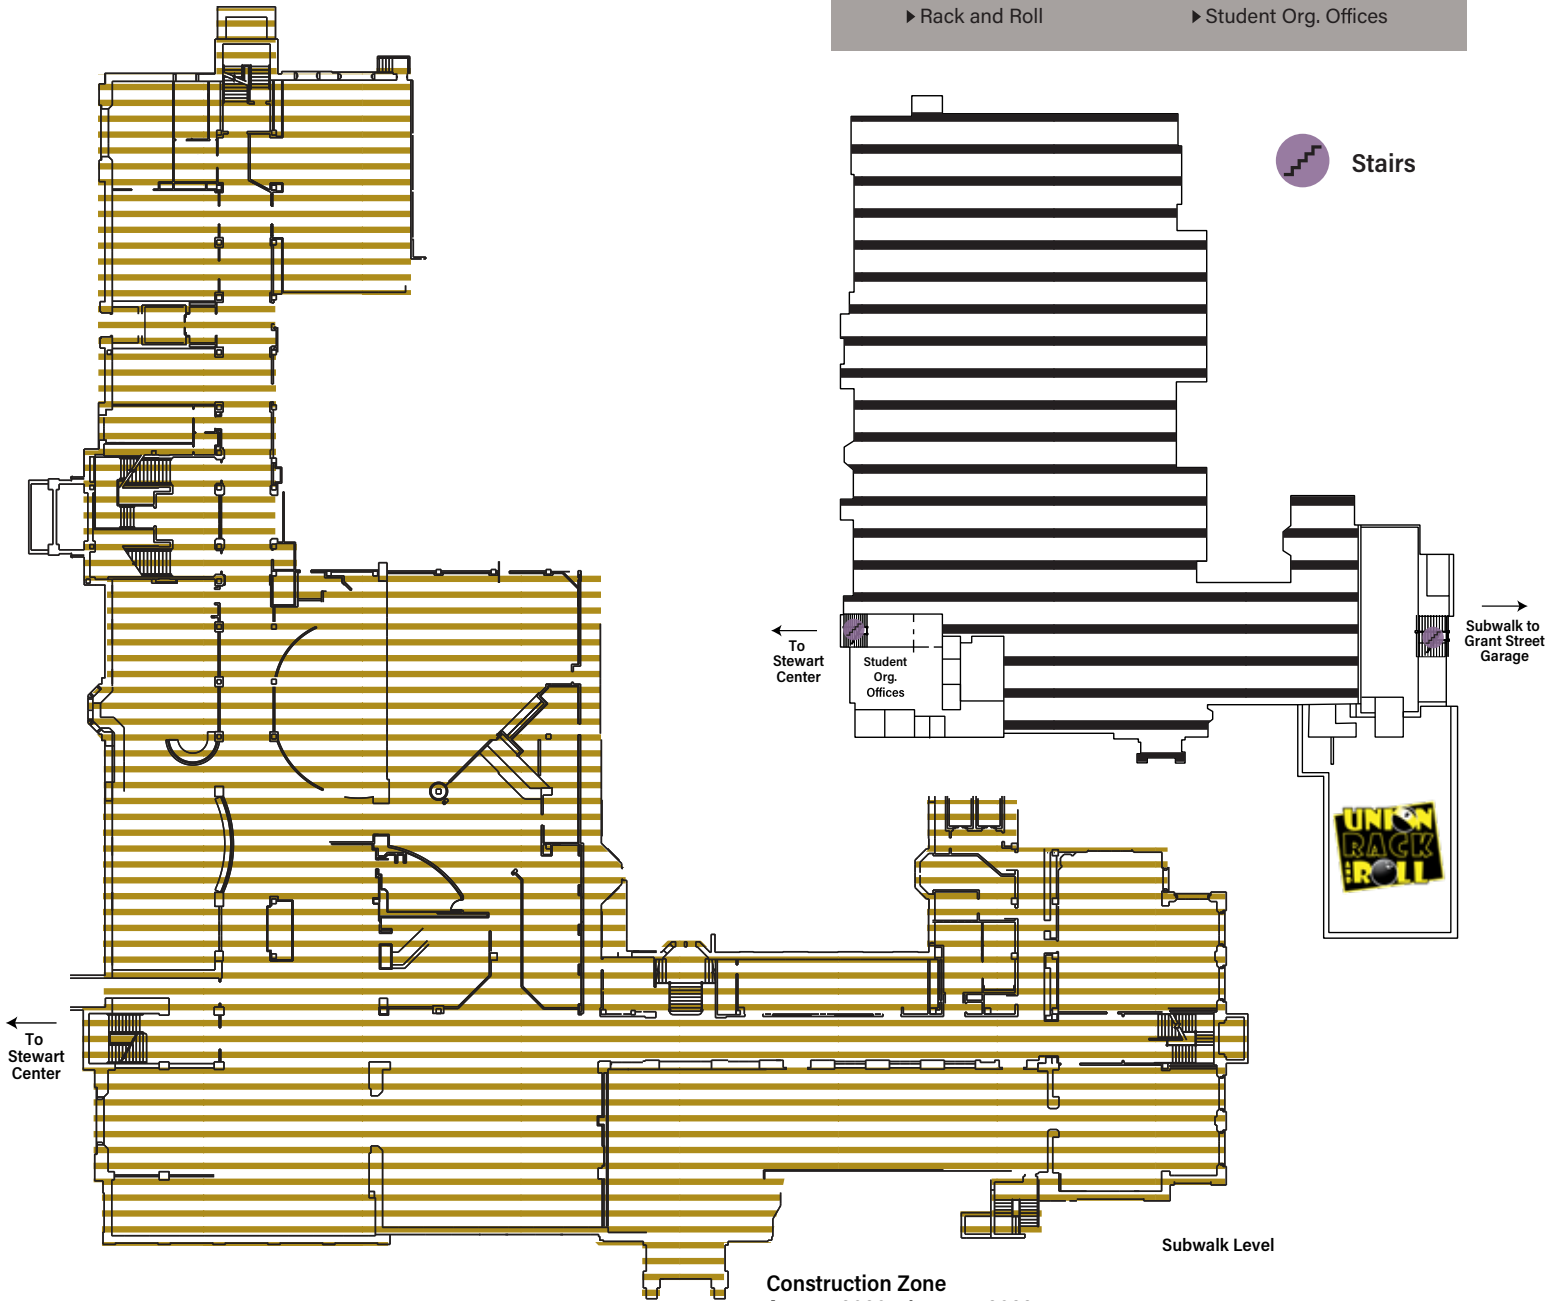 Rack and Roll
Student Org. Offices
Stairs
To
Stewart
Center
Student
Org.
Offices
Subwalk to
Grant Street
Garage
UNION
RACK
AND
ROLL
To
Stewart
Center
Subwalk Level
Construction Zone